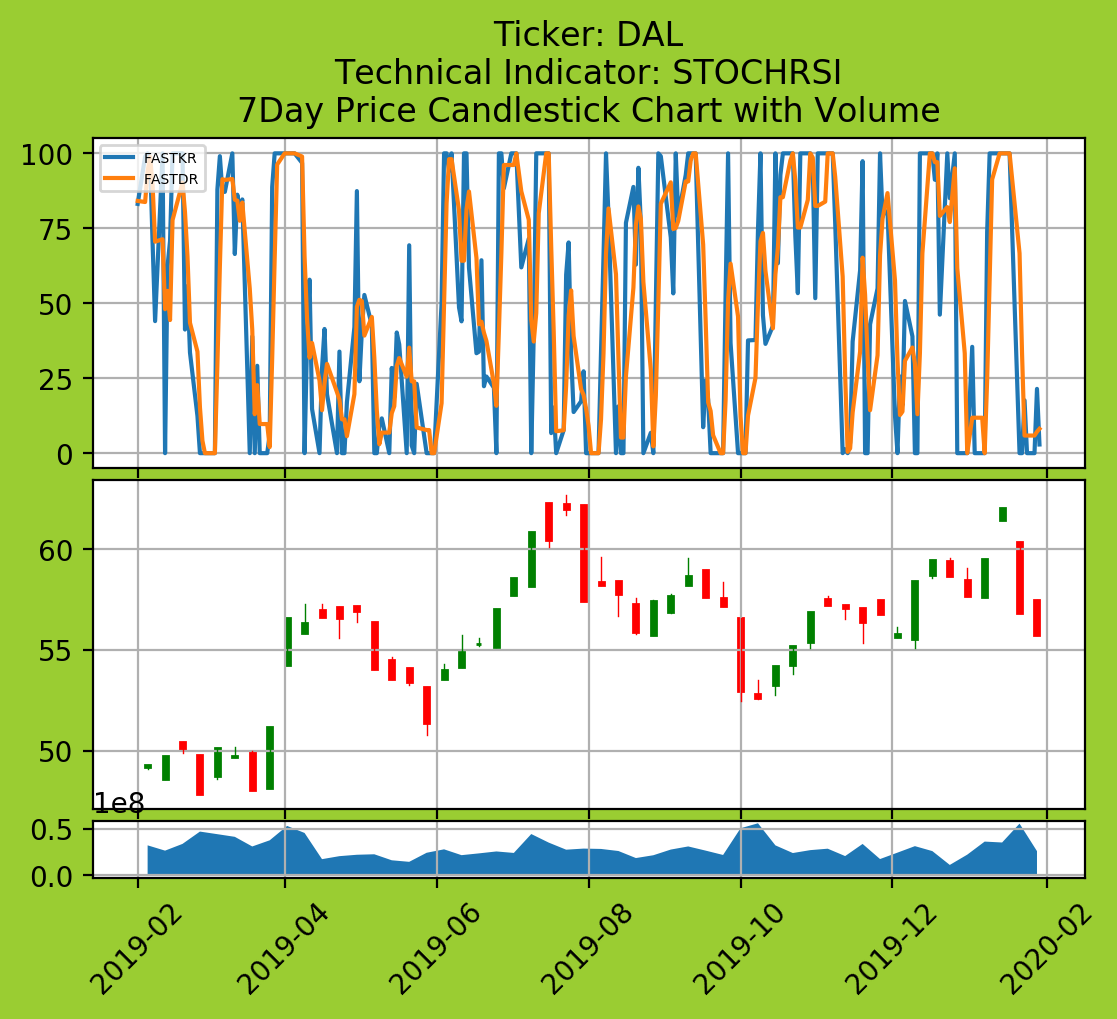 Ticker: DAL
Technical Indicator: STOCHRSI
7Day Price Candlestick Chart with Volume
100
75
50
25
0
FASTKR
FASTDR
60
55
50
1e8
0.5
0.0
2019-02
2019-04
2019-06
2019-08
2019-10
2019-12
2020-02